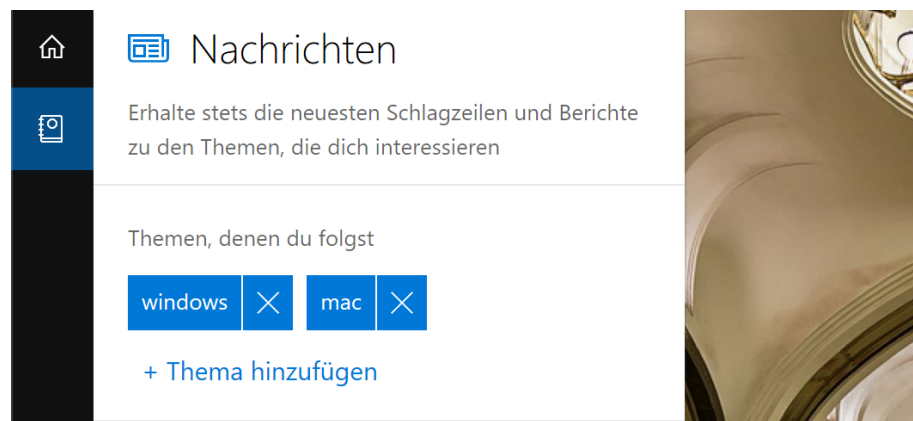 Nachrichten
Erhalte stets die neuesten Schlagzeilen und Berichte
zu den Themen, die dich interessieren
Themen, denen du folgst
windows mac
+ Thema hinzufügen